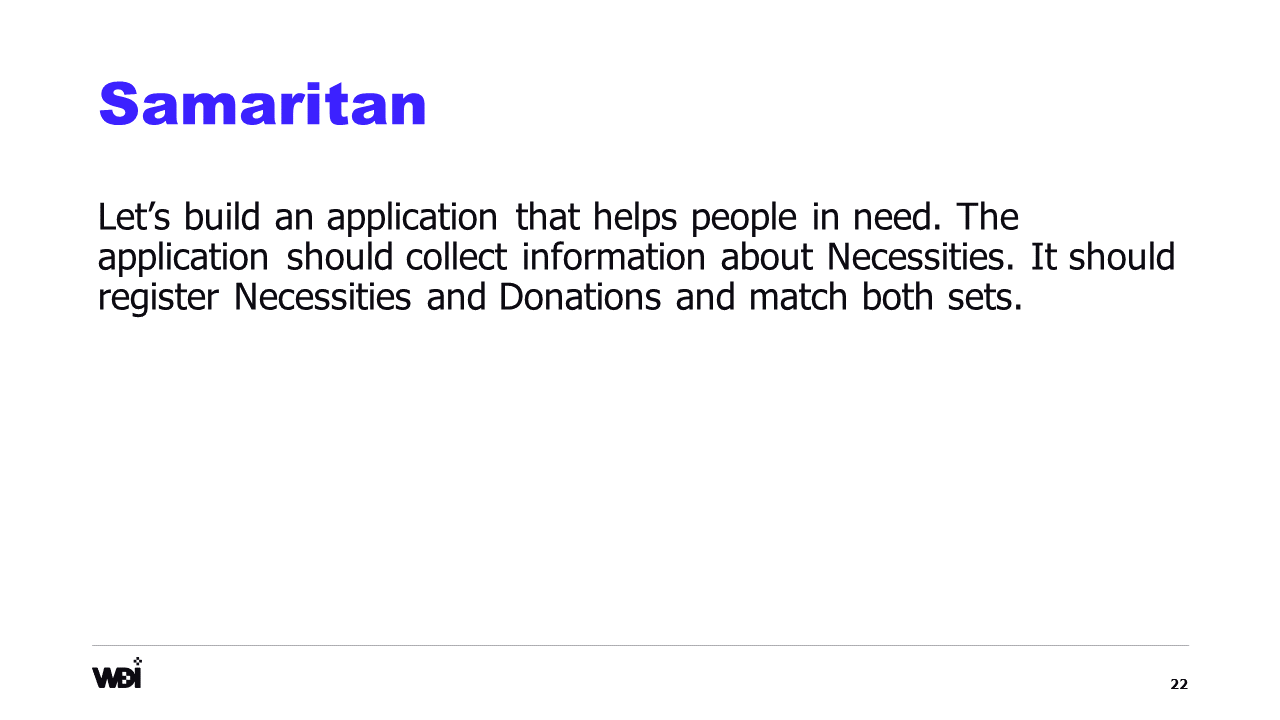 Samaritan
Let’s build an application that helps people in need. The
application should collect information about Necessities. It should
register Necessities and Donations and match both sets.
WDI
22